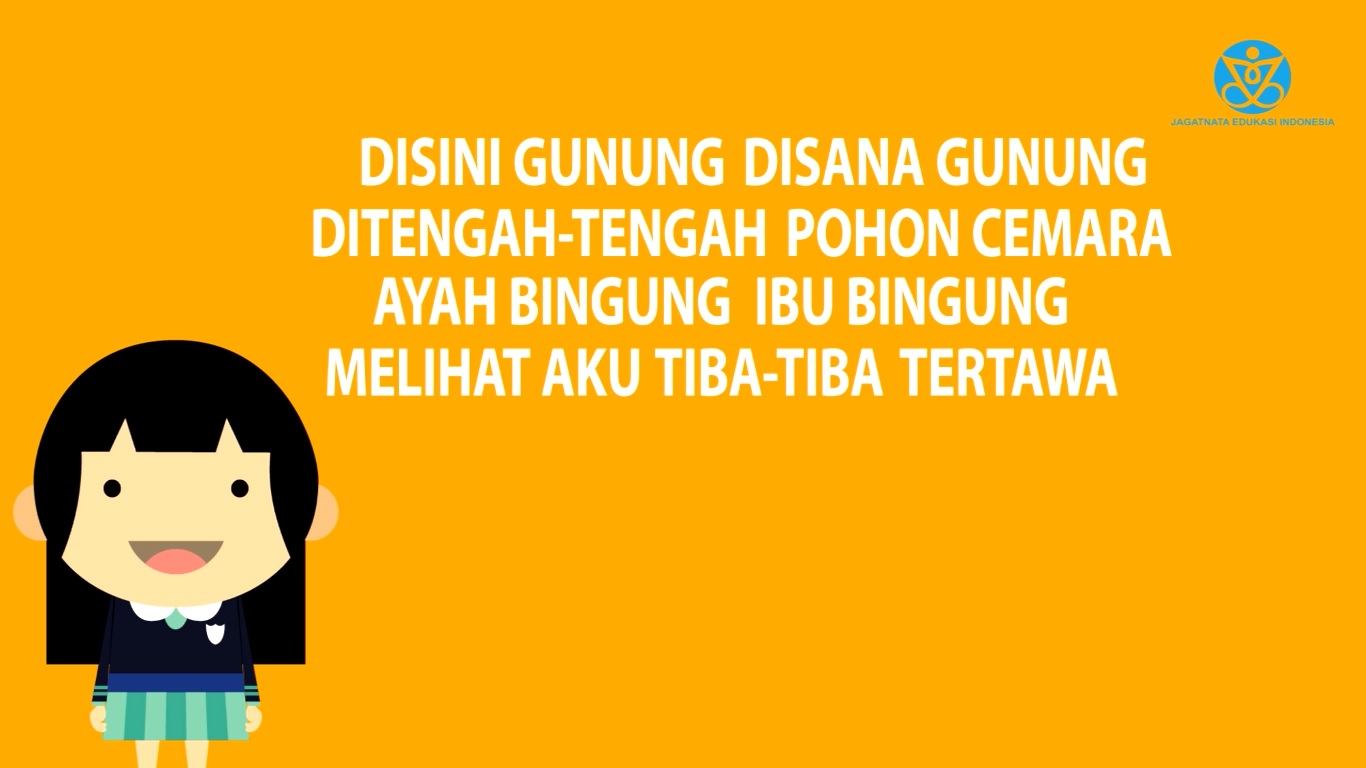 JAGATNATA EDUKASI INDONESIA
DISINI GUNUNG DISANA GUNUNG
DITENGAH-TENGAH POHON CEMARA
AYAH BINGUNG IBU BINGUNG
MELIHAT AKU TIBA-TIBA TERTAWA